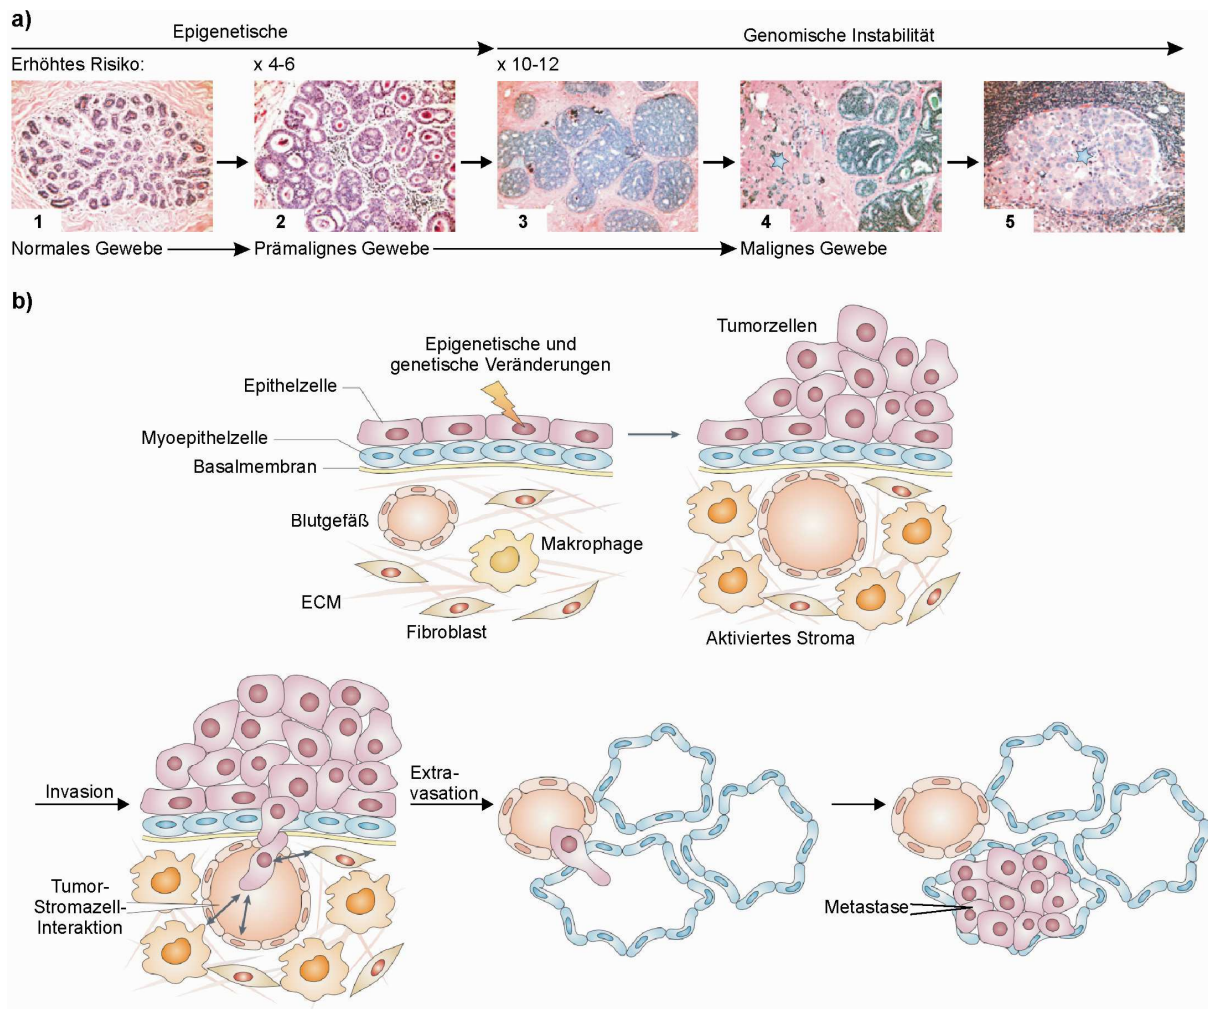 a)
Epigenetische
Genomische Instabilität
Erhöhtes Risiko:
x 4-6
x 10-12
1
2
3
4
5
Normales Gewebe
Prämalignes Gewebe
Malignes Gewebe
b)
Epigenetische und
genetische Veränderungen
Tumorzellen
Epithelzelle
Myoepithelzelle
Basalmembran
Blutgefäß
Makrophage
ECM
Fibroblast
Aktiviertes Stroma
Invasion
Extra-
vasation
Tumor-
Stromazell-
Interaktion
Metastase